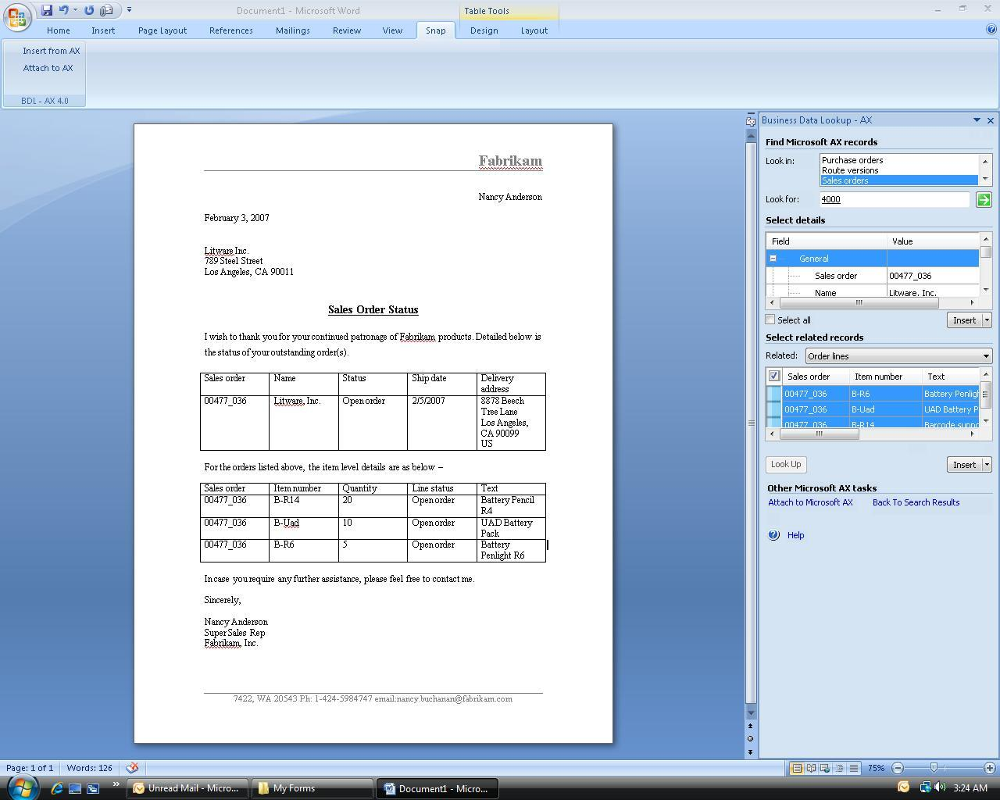 Document1 - Microsoft Word
Table Tools
Home Insert Page Layout References Mailings Review View Snap Design Layout
Insert from AX
Attach to AX
BDL - AX 4.0
Fabrikam
Nancy Anderson
February 3, 2007
Litware Inc.
789 Steel Street
Los Angeles, CA 90011
Sales Order Status
I wish to thank you for your continued patronage of Fabrikam products. Detailed below is
the status of your outstanding order(s).
Sales order Name Status Ship date Delivery
address
00477_036 Litware, Inc. Open order 2/5/2007 8878 Beech
Tree Lane
Los Angeles,
CA 90099
US
For the orders listed above, the item level details are as below –
Sales order Item number Quantity Line status Text
00477_036 B-R14 20 Open order Battery Pencil
R4
00477_036 B-Uad 10 Open order UAD Battery
Pack
00477_036 B-R6 5 Open order Battery
Penlight R6
In case you require any further assistance, please feel free to contact me.
Sincerely,
Nancy Anderson
Super Sales Rep
Fabrikam, Inc.
7422, WA 20543 Ph: 1-424-5984747 email:nancy.buchanan@fabrikam.com
Business Data Lookup - AX
Find Microsoft AX records
Look in:
Purchase orders
Route versions
Sales orders
Look for: 4000
Select details
Field Value
General
Sales order 00477_036
Name Litware, Inc.
Select all Insert
Select related records
Related: Order lines
Sales order Item number Text
00477_036 B-R6 Battery Penligh
00477_036 B-Uad UAD Battery P
00477_036 B-R14 Barcode suppo
Look Up Insert
Other Microsoft AX tasks
Attach to Microsoft AX Back To Search Results
Help
Page: 1 of 1 Words: 126 75%
Unread Mail - Micro... My Forms Document1 - Micro... 3:24 AM